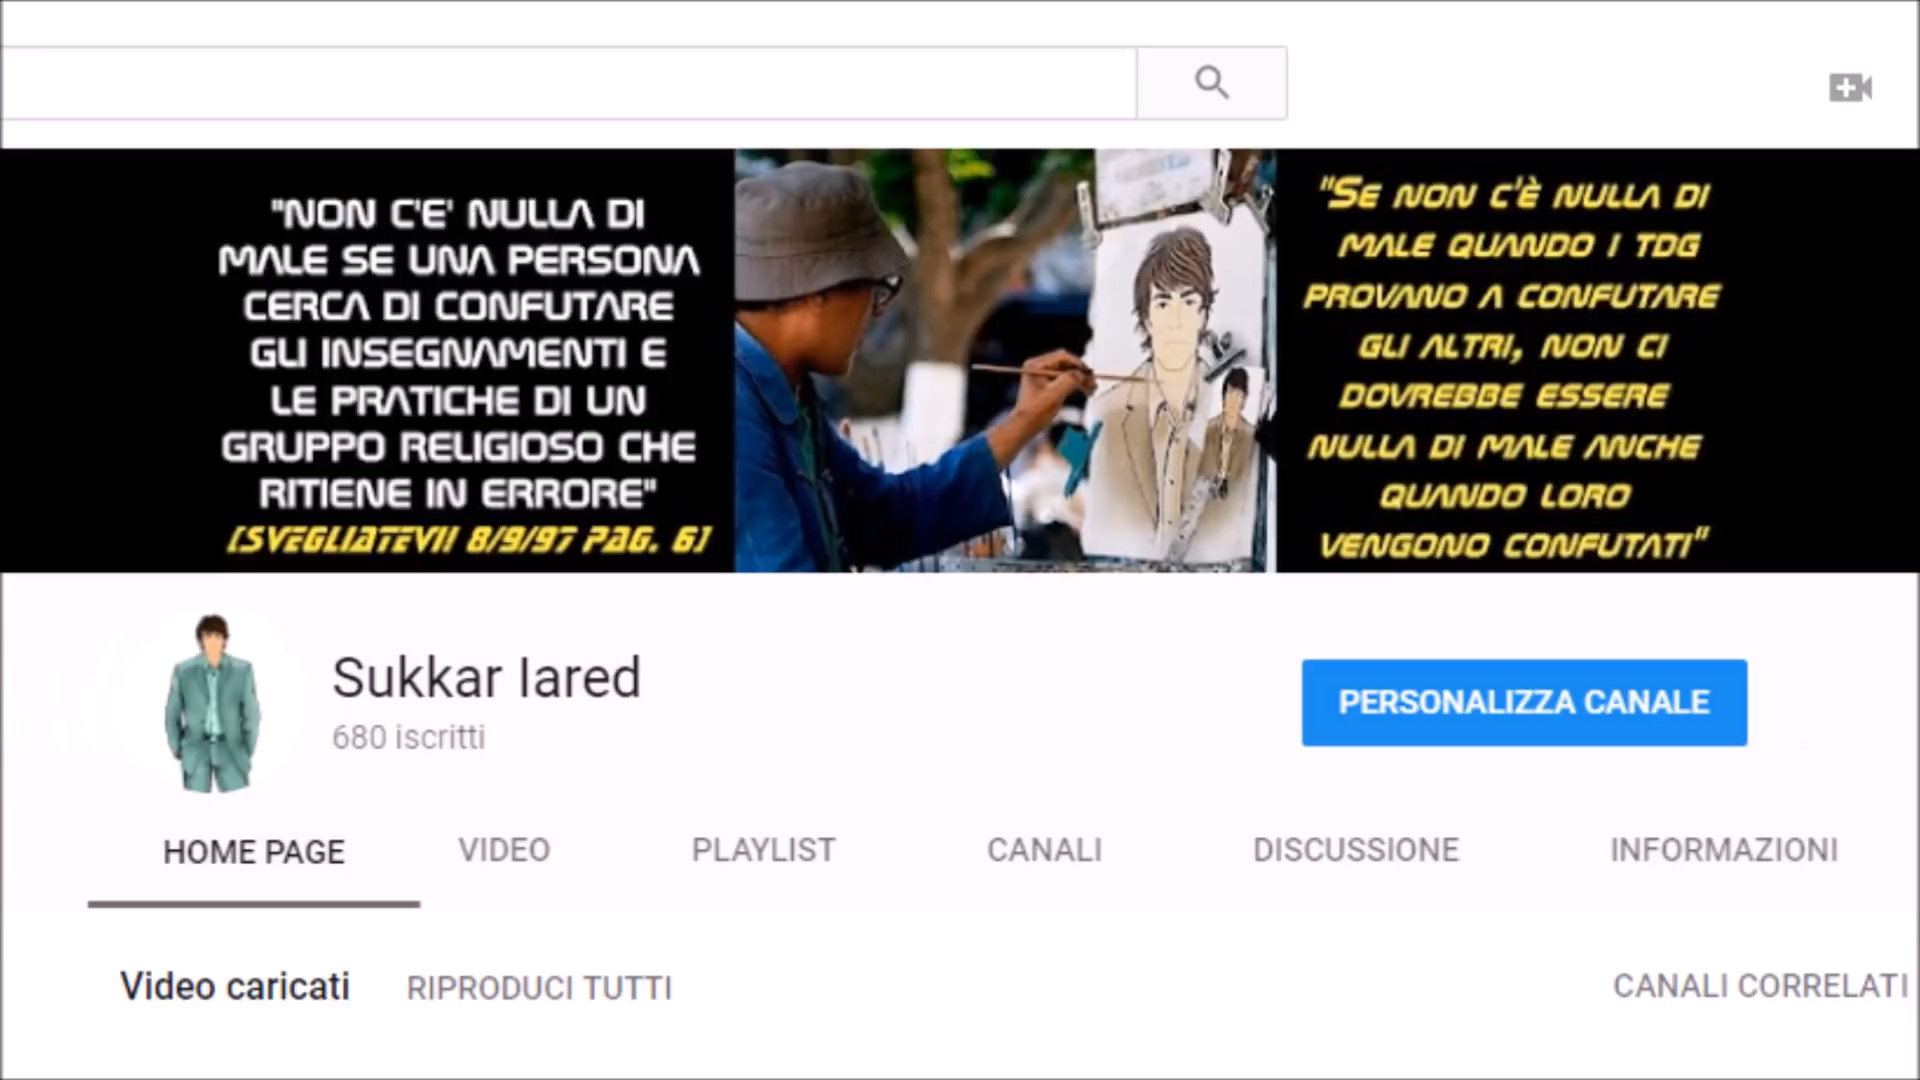 "NON C'E' NULLA DI
MALE SE UNA PERSONA
CERCA DI CONFUTARE
GLI INSEGNAMENTI E
LE PRATICHE DI UN
GRUPPO RELIGIOSO CHE
RITIENE IN ERRORE"
[SVEGLIATEVI! 8/9/97 PAG. 6]
"SE NON C'È NULLA DI
MALE QUANDO I TDG
PROVANO A CONFUTARE
GLI ALTRI, NON CI
DOVREBBE ESSERE
NULLA DI MALE ANCHE
QUANDO LORO
VENGONO CONFUTATI"
Sukkar Iared
680 iscritti
PERSONALIZZA CANALE
HOME PAGE VIDEO PLAYLIST CANALI DISCUSSIONE INFORMAZIONI
Video caricati RIPRODUCI TUTTI CANALI CORRELATI